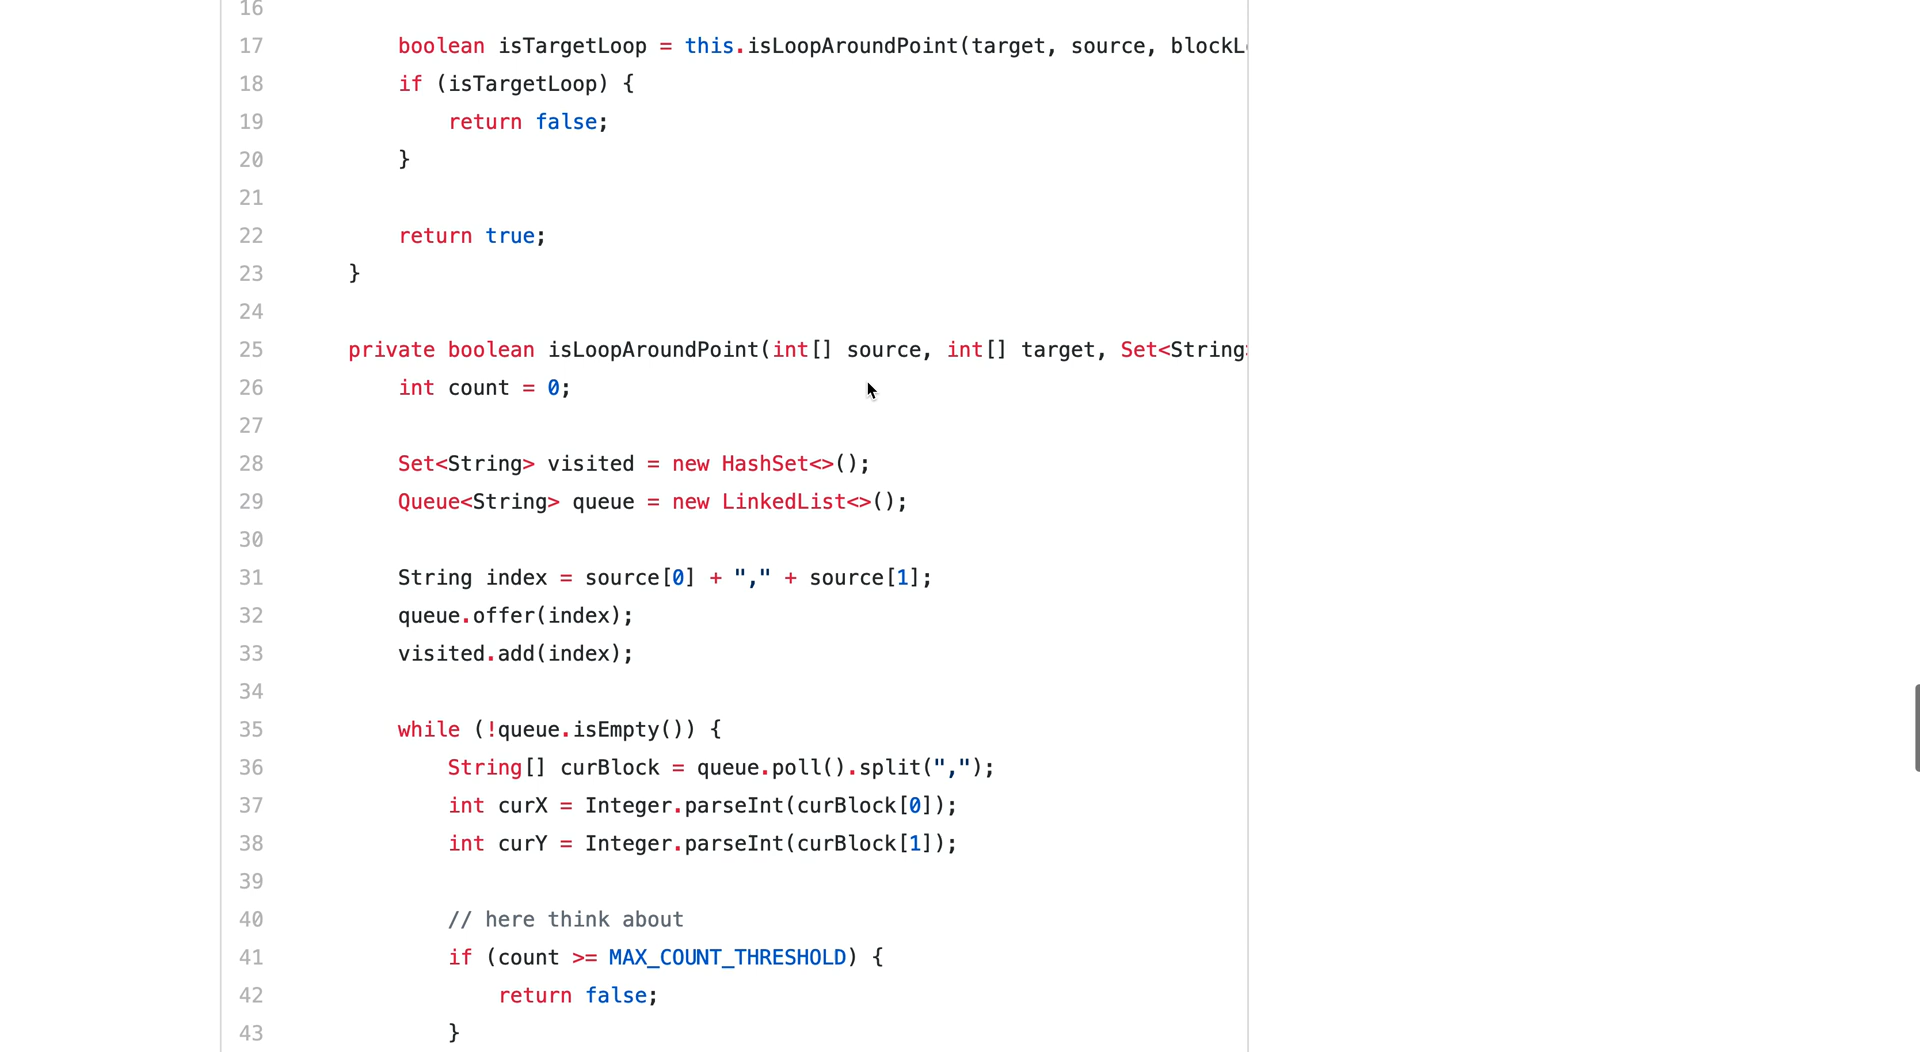 16
17 boolean isTargetLoop = this.isLoopAroundPoint(target, source, blockL
18 if (isTargetLoop) {
19 return false;
20 }
21
22 return true;
23 }
24
25 private boolean isLoopAroundPoint(int[] source, int[] target, Set<String>
26 int count = 0;
27
28 Set<String> visited = new HashSet<>();
29 Queue<String> queue = new LinkedList<>();
30
31 String index = source[0] + "," + source[1];
32 queue.offer(index);
33 visited.add(index);
34
35 while (!queue.isEmpty()) {
36 String[] curBlock = queue.poll().split(",");
37 int curX = Integer.parseInt(curBlock[0]);
38 int curY = Integer.parseInt(curBlock[1]);
39
40 // here think about
41 if (count >= MAX_COUNT_THRESHOLD) {
42 return false;
43 }